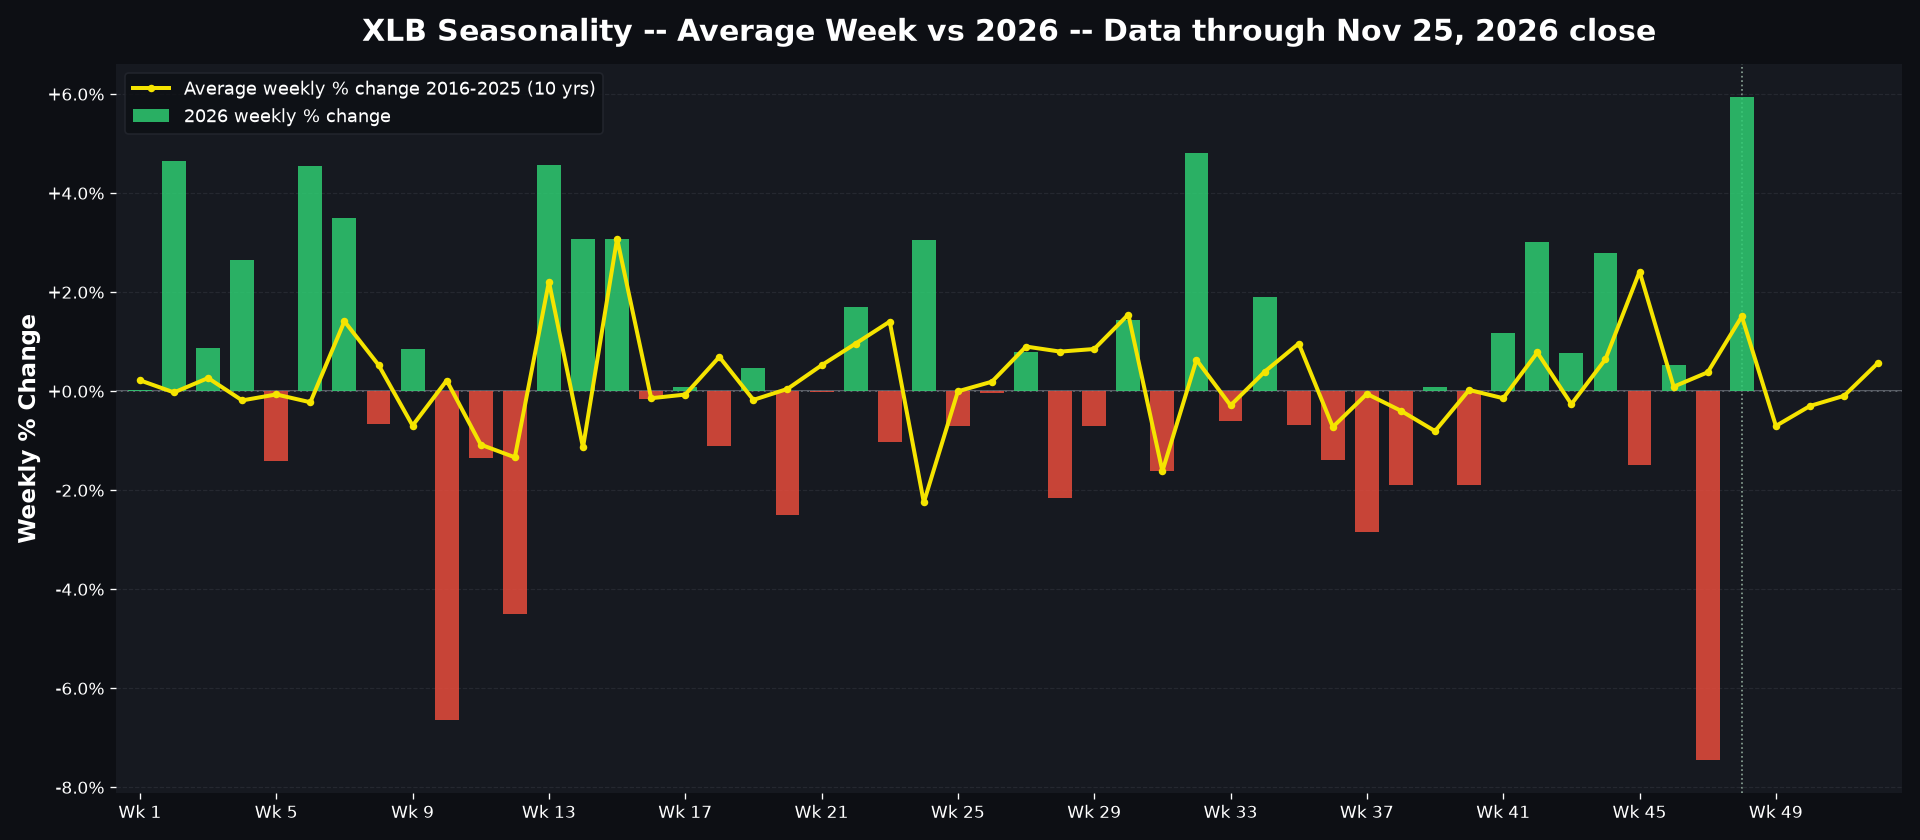 XLB Seasonality -- Average Week vs 2026 -- Data through Nov 25, 2026 close
Average weekly % change 2016-2025 (10 yrs)
2026 weekly % change
Weekly % Change
+6.0%
+4.0%
+2.0%
+0.0%
-2.0%
-4.0%
-6.0%
-8.0%
Wk 1 Wk 5 Wk 9 Wk 13 Wk 17 Wk 21 Wk 25 Wk 29 Wk 33 Wk 37 Wk 41 Wk 45 Wk 49